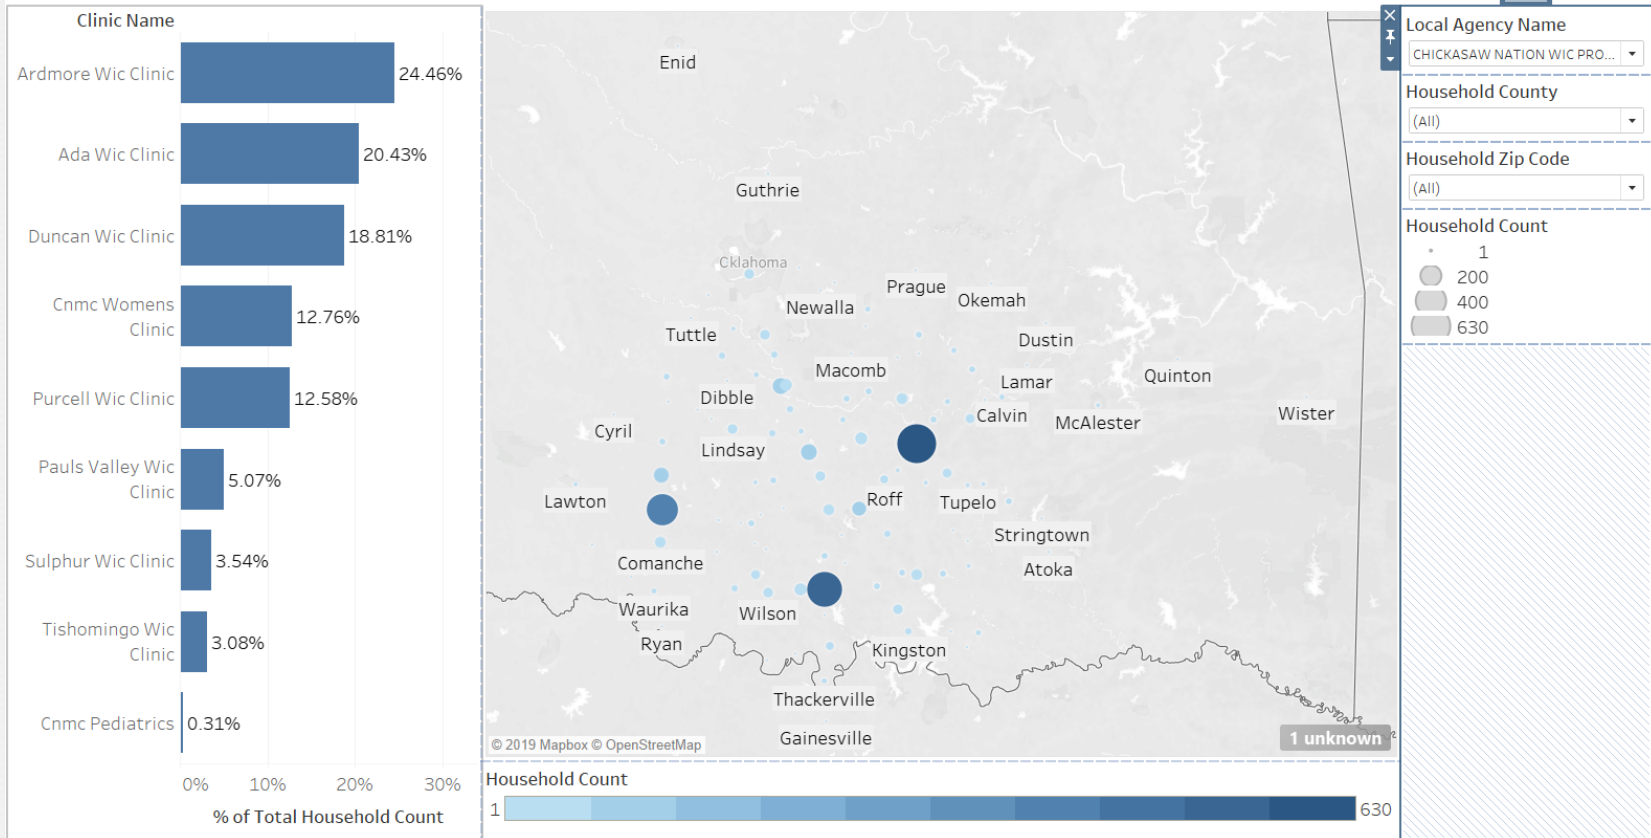 Clinic Name
Ardmore Wic Clinic
24.46%
Ada Wic Clinic
20.43%
Duncan Wic Clinic
18.81%
Cnmc Womens
Clinic
12.76%
Purcell Wic Clinic
12.58%
Pauls Valley Wic
Clinic
5.07%
Sulphur Wic Clinic
3.54%
Tishomingo Wic
Clinic
3.08%
Cnmc Pediatrics
0.31%
0%
10%
20%
30%
% of Total Household Count
Enid
Guthrie
Oklahoma
Prague
Okemah
Newalla
Tuttle
Dustin
Macomb
Quinton
Lamar
Dibble
Wister
Calvin
McAlester
Cyril
Lindsay
Lawton
Roff
Tupelo
Stringtown
Comanche
Atoka
Waurika
Wilson
Ryan
Kingston
Thackerville
Gainesville
1 unknown
© 2019 Mapbox © OpenStreetMap
Household Count
1
630
Local Agency Name
CHICKASAW NATION WIC PRO...
Household County
(All)
Household Zip Code
(All)
Household Count
1
200
400
630